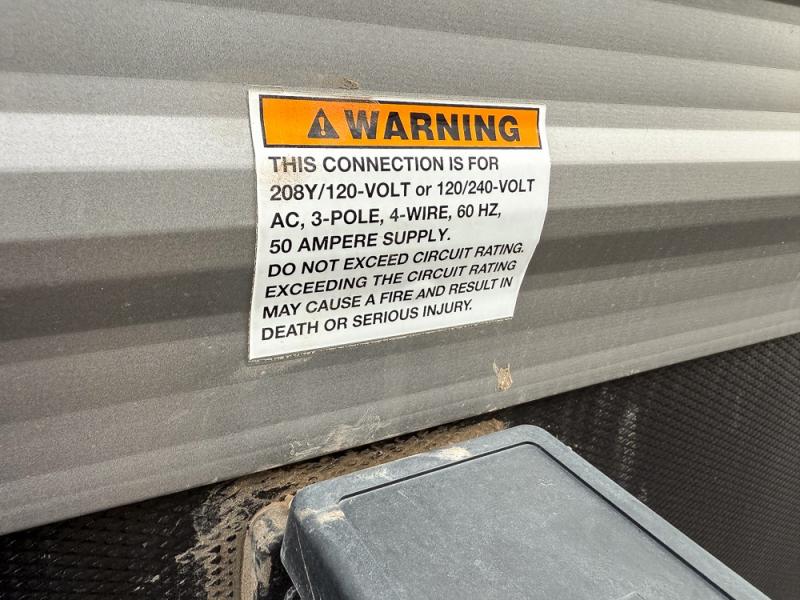 WARNING
THIS CONNECTION IS FOR
208Y/120-VOLT or 120/240-VOLT
AC, 3-POLE, 4-WIRE, 60 HZ,
50 AMPERE SUPPLY.
DO NOT EXCEED CIRCUIT RATING.
EXCEEDING THE CIRCUIT RATING
MAY CAUSE A FIRE AND RESULT IN
DEATH OR SERIOUS INJURY.